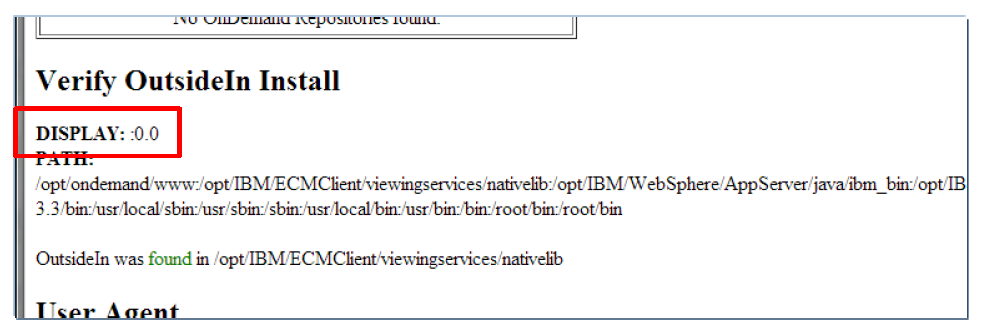 No OnDemand Repositories found.
Verify OutsideIn Install
DISPLAY: :0.0
PATH:
/opt/ondemand/www:/opt/IBM/ECMClient/viewingservices/nativelib:/opt/IBM/WebSphere/AppServer/java/ibm_bin:/opt/IB
3.3/bin:/usr/local/sbin:/usr/sbin:/sbin:/usr/local/bin:/usr/bin:/bin:/root/bin:/root/bin
OutsideIn was found in /opt/IBM/ECMClient/viewingservices/nativelib
User Agent